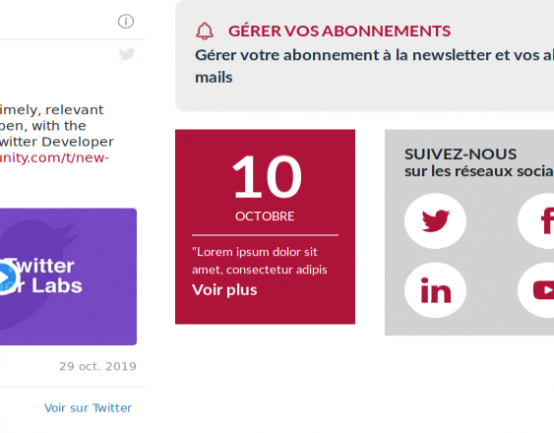 imely, relevant
pen, with the
witter Developer
unity.com/t/new-
Twitter
er Labs
29 oct. 2019
Voir sur Twitter
GÉRER VOS ABONNEMENTS
Gérer votre abonnement à la newsletter et vos al
mails
10
OCTOBRE
"Lorem ipsum dolor sit
amet, consectetur adipis
Voir plus
SUIVEZ-NOUS
sur les réseaux socia
in